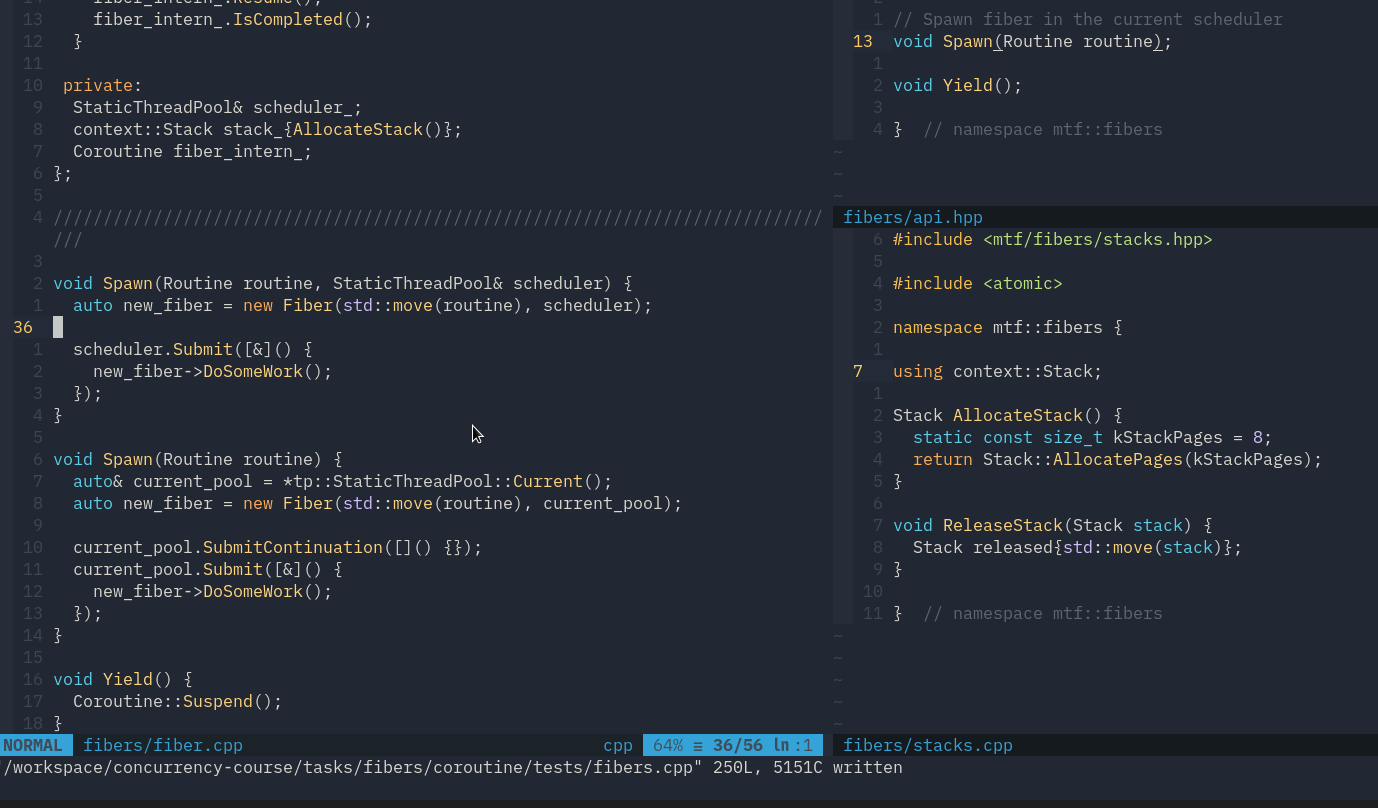 14     fiber_intern_.Resume();
13     fiber_intern_.IsCompleted();
12   }
11
10  private:
9   StaticThreadPool& scheduler_;
8   context::Stack stack_{AllocateStack()};
7   Coroutine fiber_intern_;
6 };
5
4 /////////////////////////////////////////////////////////////////////////////
///
3
2 void Spawn(Routine routine, StaticThreadPool& scheduler) {
1   auto new_fiber = new Fiber(std::move(routine), scheduler);
36
1   scheduler.Submit([&]() {
2     new_fiber->DoSomeWork();
3   });
4 }
5
6 void Spawn(Routine routine) {
7   auto& current_pool = *tp::StaticThreadPool::Current();
8   auto new_fiber = new Fiber(std::move(routine), current_pool);
9
10   current_pool.SubmitContinuation([]() {});
11   current_pool.Submit([&]() {
12     new_fiber->DoSomeWork();
13   });
14 }
15
16 void Yield() {
17   Coroutine::Suspend();
18 }
NORMAL fibers/fiber.cpp cpp 64% ≡ 36/56 ln :1
2
1 // Spawn fiber in the current scheduler
13 void Spawn(Routine routine);
1
2 void Yield();
3
4 }  // namespace mtf::fibers
~
~
~
fibers/api.hpp
6 #include <mtf/fibers/stacks.hpp>
5
4 #include <atomic>
3
2 namespace mtf::fibers {
1
7 using context::Stack;
1
2 Stack AllocateStack() {
3   static const size_t kStackPages = 8;
4   return Stack::AllocatePages(kStackPages);
5 }
6
7 void ReleaseStack(Stack stack) {
8   Stack released{std::move(stack)};
9 }
10
11 }  // namespace mtf::fibers
~
~
~
~
~
fibers/stacks.cpp
"/workspace/concurrency-course/tasks/fibers/coroutine/tests/fibers.cpp" 250L, 5151C written